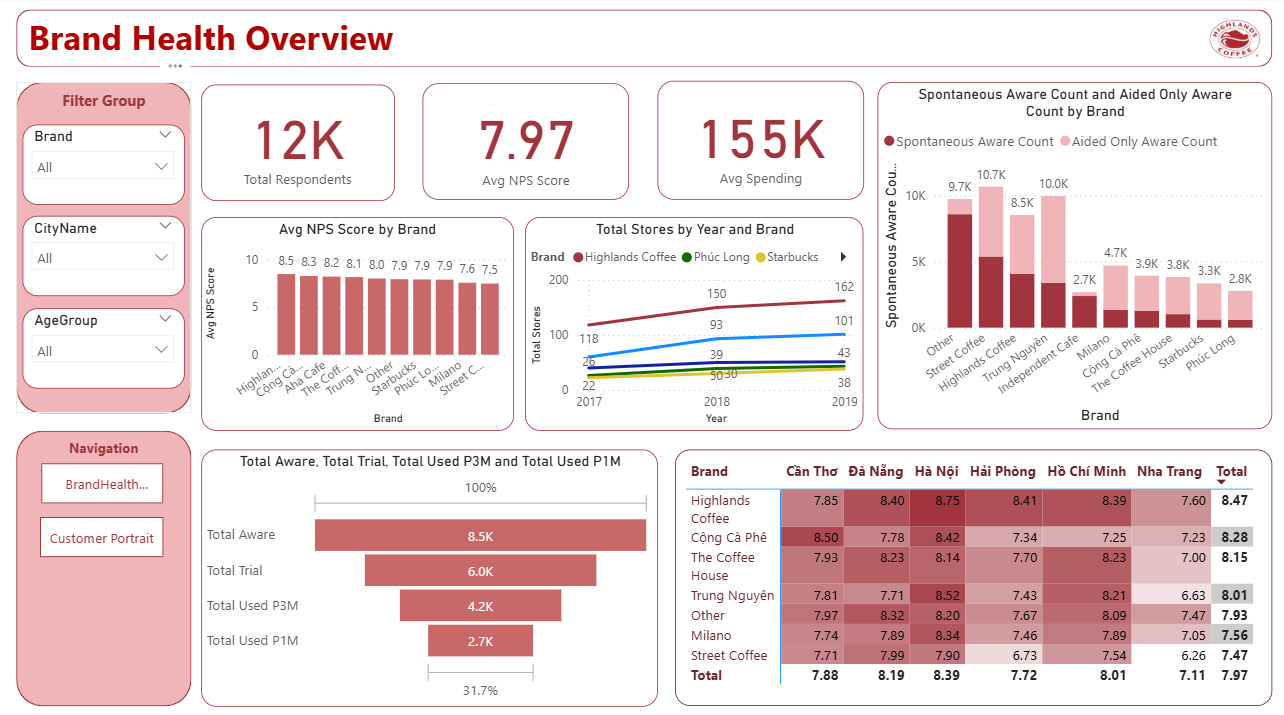 Brand Health Overview
HIGHLANDS
COFFEE
Filter Group
Brand
All
CityName
All
AgeGroup
All
Navigation
BrandHealth...
Customer Portrait
12K
Total Respondents
7.97
Avg NPS Score
155K
Avg Spending
Avg NPS Score by Brand
Avg NPS Score
10
5
0
8.5 8.3 8.2 8.1 8.0 7.9 7.9 7.9 7.6 7.5
Highlan...
Cộng Cà...
Aha Cafe
The Coff...
Trung N...
Other
Starbucks
Phúc Lo...
Milano
Street C...
Brand
Total Stores by Year and Brand
Brand Highlands Coffee Phúc Long Starbucks
Total Stores
200
100
0
118 150 162
93 101
26 39 43
22 50 30 38
2017 2018 2019
Year
Spontaneous Aware Count and Aided Only Aware
Count by Brand
Spontaneous Aware Count Aided Only Aware Count
Spontaneous Aware Cou...
10K
5K
0K
9.7K 10.7K 8.5K 10.0K 2.7K 4.7K 3.9K 3.8K 3.3K 2.8K
Other
Street Coffee
Highlands Coffee
Trung Nguyên
Independent Cafe
Milano
Cộng Cà Phê
The Coffee House
Starbucks
Phúc Long
Brand
Total Aware, Total Trial, Total Used P3M and Total Used P1M
100%
Total Aware 8.5K
Total Trial 6.0K
Total Used P3M 4.2K
Total Used P1M 2.7K
31.7%
Brand Cần Thơ Đà Nẵng Hà Nội Hải Phòng Hồ Chí Minh Nha Trang Total
Highlands 7.85 8.40 8.75 8.41 8.39 7.60 8.47
Coffee
Cộng Cà Phê 8.50 7.78 8.42 7.34 7.25 7.23 8.28
The Coffee 7.93 8.23 8.14 7.70 8.23 7.00 8.15
House
Trung Nguyên 7.81 7.71 8.52 7.43 8.21 6.63 8.01
Other 7.97 8.32 8.20 7.67 8.09 7.47 7.93
Milano 7.74 7.89 8.34 7.46 7.89 7.05 7.56
Street Coffee 7.71 7.99 7.90 6.73 7.54 6.26 7.47
Total 7.88 8.19 8.39 7.72 8.01 7.11 7.97